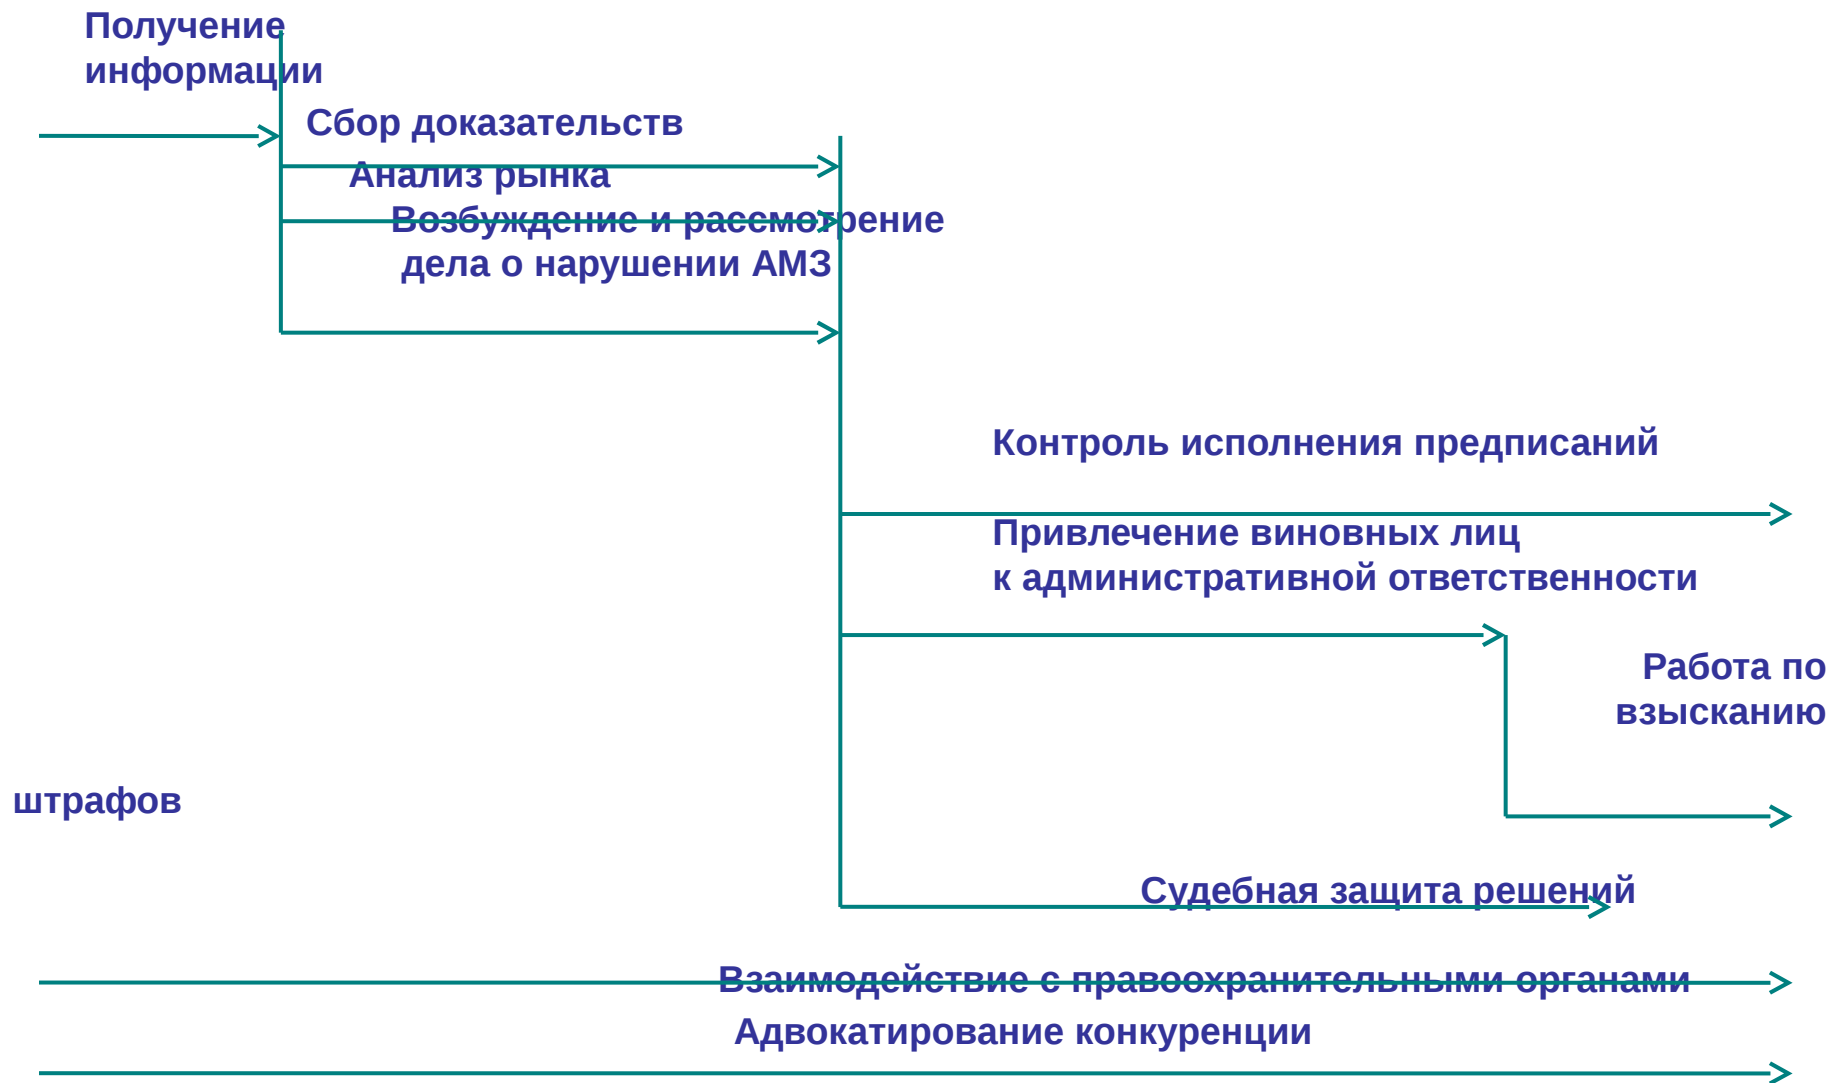 Получение
информации
Сбор доказательств
Анализ рынка
Возбуждение и рассмотрение
дела о нарушении АМЗ
Контроль исполнения предписаний
Привлечение виновных лиц
к административной ответственности
Работа по
взысканию
штрафов
Судебная защита решений
Взаимодействие с правоохранительными органами
Адвокатирование конкуренции